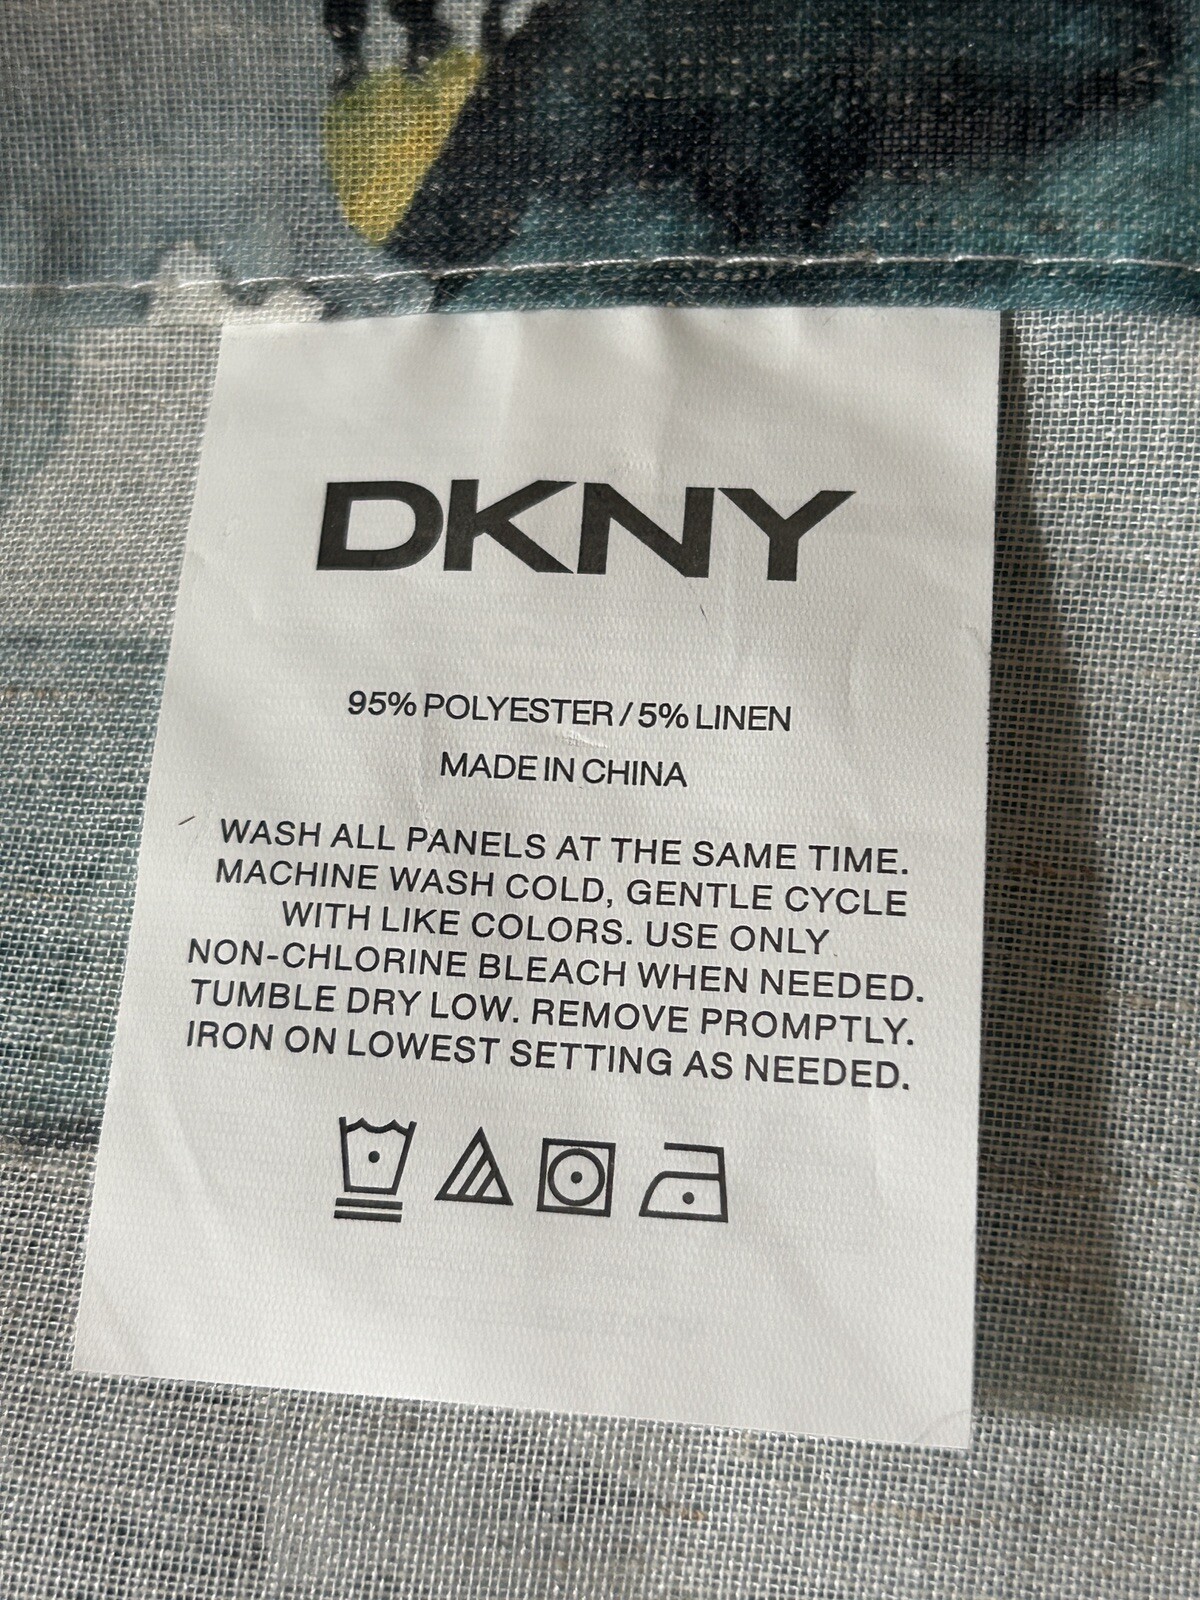 DKNY
95% POLYESTER / 5% LINEN
MADE IN CHINA
WASH ALL PANELS AT THE SAME TIME.
MACHINE WASH COLD, GENTLE CYCLE
WITH LIKE COLORS. USE ONLY
NON-CHLORINE BLEACH WHEN NEEDED.
TUMBLE DRY LOW. REMOVE PROMPTLY.
IRON ON LOWEST SETTING AS NEEDED.